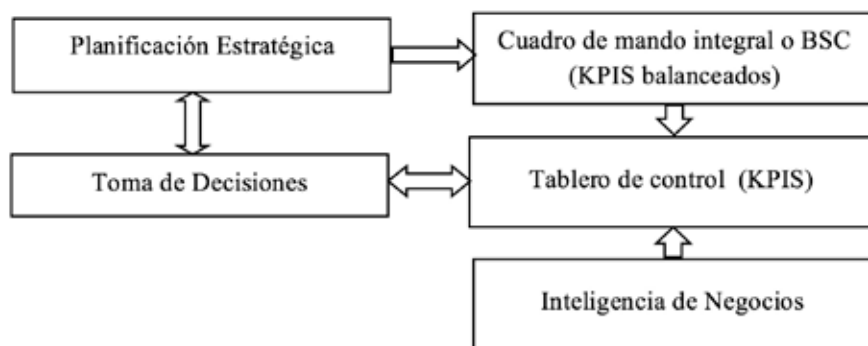 Planificación Estratégica
Cuadro de mando integral o BSC
(KPIS balanceados)
Toma de Decisiones
Tablero de control (KPIS)
Inteligencia de Negocios